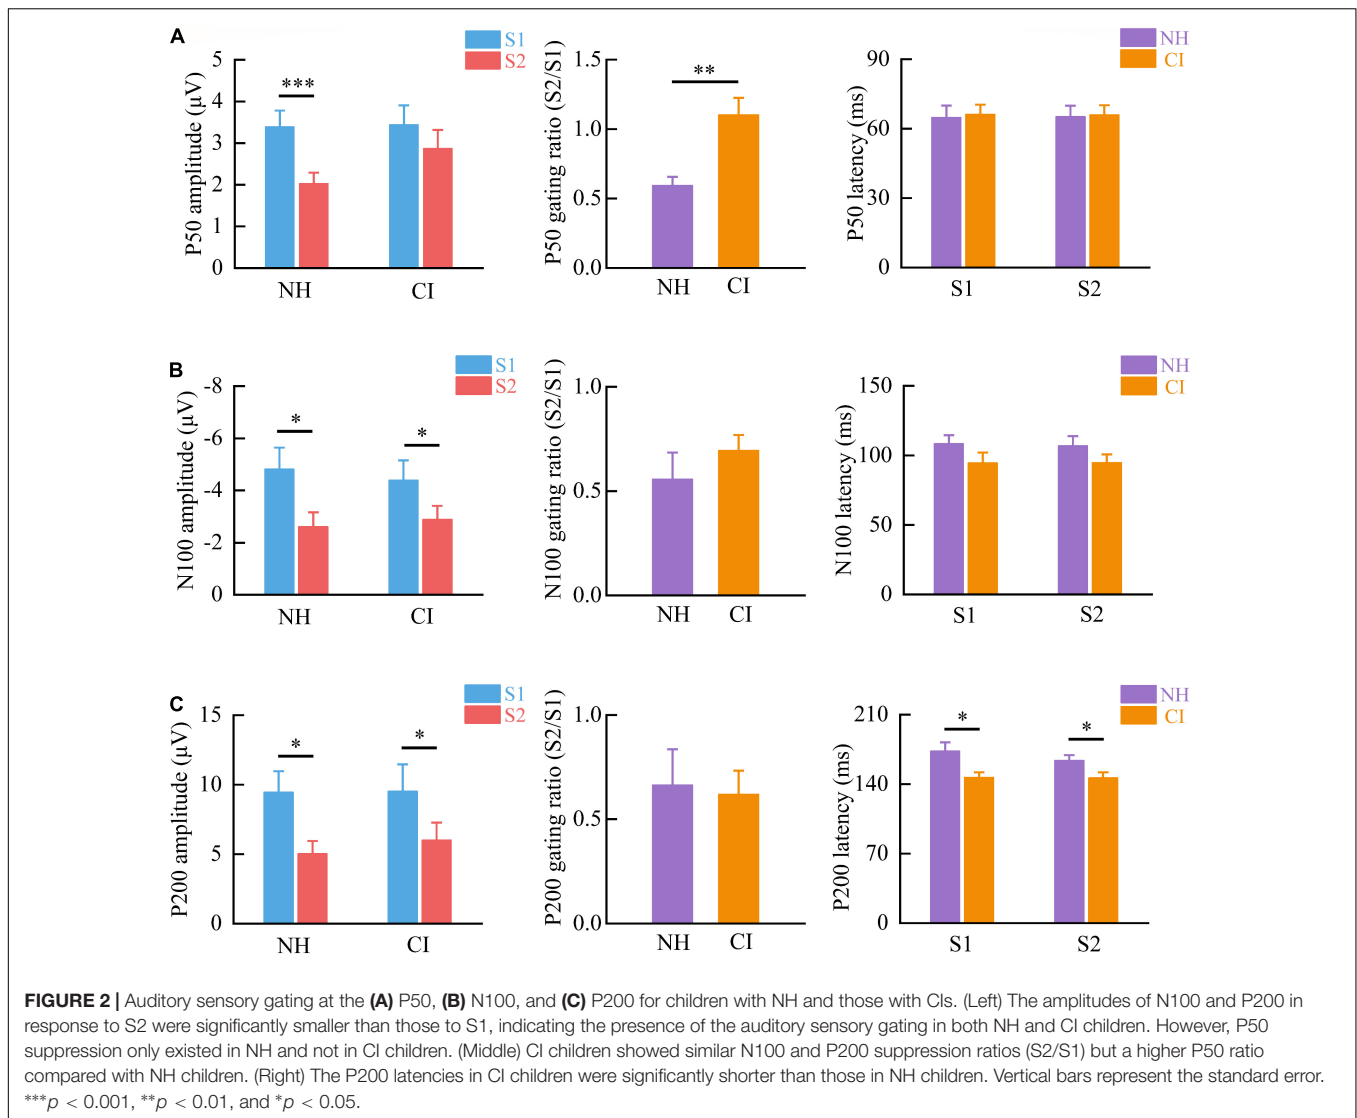 A
S1
S2
P50 amplitude (μV)
5
4
3
2
1
0
***
NH
CI
P50 gating ratio (S2/S1)
1.5
1.0
0.5
0.0
**
NH
CI
NH
CI
P50 latency (ms)
90
60
30
0
S1
S2
B
S1
S2
N100 amplitude (μV)
-8
-6
-4
-2
0
*
*
NH
CI
N100 gating ratio (S2/S1)
1.0
0.5
0.0
NH
CI
NH
CI
N100 latency (ms)
150
100
50
0
S1
S2
C
S1
S2
P200 amplitude (μV)
15
10
5
0
*
*
NH
CI
P200 gating ratio (S2/S1)
1.0
0.5
0.0
NH
CI
NH
CI
P200 latency (ms)
210
140
70
0
*
*
S1
S2
FIGURE 2 | Auditory sensory gating at the (A) P50, (B) N100, and (C) P200 for children with NH and those with CIs. (Left) The amplitudes of N100 and P200 in
response to S2 were significantly smaller than those to S1, indicating the presence of the auditory sensory gating in both NH and CI children. However, P50
suppression only existed in NH and not in CI children. (Middle) CI children showed similar N100 and P200 suppression ratios (S2/S1) but a higher P50 ratio
compared with NH children. (Right) The P200 latencies in CI children were significantly shorter than those in NH children. Vertical bars represent the standard error.
***p < 0.001, **p < 0.01, and *p < 0.05.